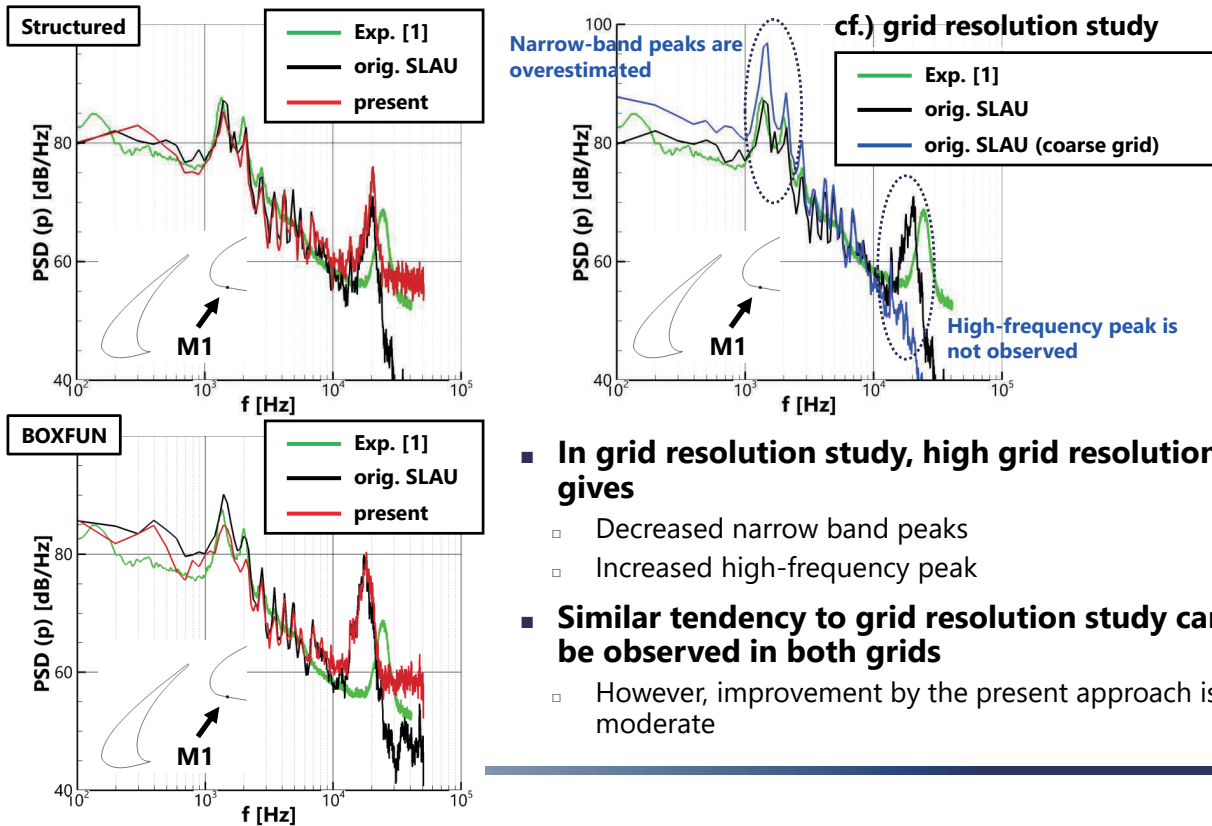 Structured
Exp. [1]
orig. SLAU
present
PSD (p) [dB/Hz]
80
60
40
10²
10³
10⁴
10⁵
f [Hz]
M1
cf.) grid resolution study
Narrow-band peaks are
overestimated
Exp. [1]
orig. SLAU
orig. SLAU (coarse grid)
High-frequency peak is
not observed
PSD (p) [dB/Hz]
100
80
60
40
10²
10³
10⁴
10⁵
f [Hz]
M1
BOXFUN
Exp. [1]
orig. SLAU
present
PSD (p) [dB/Hz]
80
60
40
10²
10³
10⁴
10⁵
f [Hz]
M1
In grid resolution study, high grid resolution
gives
Decreased narrow band peaks
Increased high-frequency peak
Similar tendency to grid resolution study can
be observed in both grids
However, improvement by the present approach is
moderate